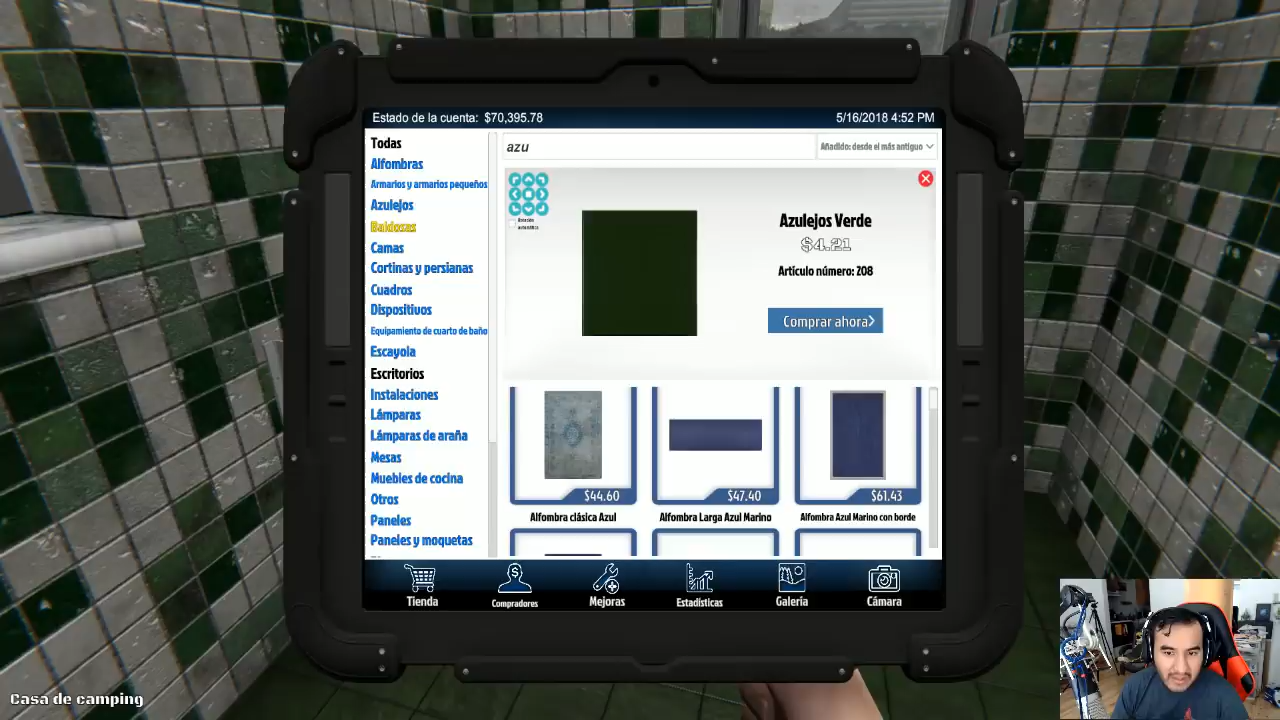 Estado de la cuenta: $70,395.78
5/16/2018 4:52 PM
Todas
Alfombras
Armarios y armarios pequeños
Azulejos
Baldosas
Camas
Cortinas y persianas
Cuadros
Dispositivos
Equipamiento de cuarto de baño
Escayola
Escritorios
Instalaciones
Lámparas
Lámparas de araña
Mesas
Muebles de cocina
Otros
Paneles
Paneles y moquetas
azu
Añadido: desde el más antiguo
Rotación
automática
Azulejos Verde
$4.21
Artículo número: 208
Comprar ahora
$44.60
$47.40
$61.43
Alfombra clásica Azul
Alfombra Larga Azul Marino
Alfombra Azul Marino con borde
Tienda
Compradores
Mejoras
Estadísticas
Galería
Cámara
Casa de camping